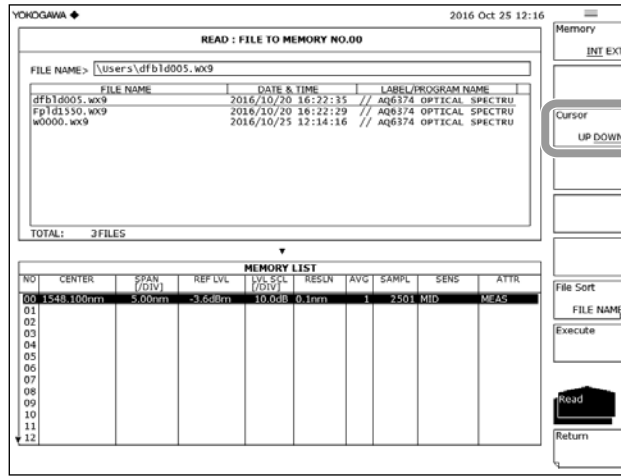 YOKOGAWA 2016 Oct 25 12:16
READ : FILE TO MEMORY NO.00
FILE NAME> \Users\dfbld005.WX9
FILE NAME DATE & TIME LABEL/PROGRAM NAME
dfbld005.WX9 2016/10/20 16:22:35 // AQ6374 OPTICAL SPECTRU
Fpld1550.WX9 2016/10/20 16:22:29 // AQ6374 OPTICAL SPECTRU
W0000.WX9 2016/10/25 12:14:16 // AQ6374 OPTICAL SPECTRU
TOTAL: 3FILES
MEMORY LIST
NO CENTER SPAN [/DIV] REF LVL LVL SCL [/DIV] RESLN AVG SAMPL SENS ATTR
00 1548.100nm 5.00nm -3.6dBm 10.0dB 0.1nm 1 2501 MID MEAS
01
02
03
04
05
06
07
08
09
10
11
12
Memory
INT EXT
Cursor
UP DOWN
File Sort
FILE NAME
Execute
Read
Return